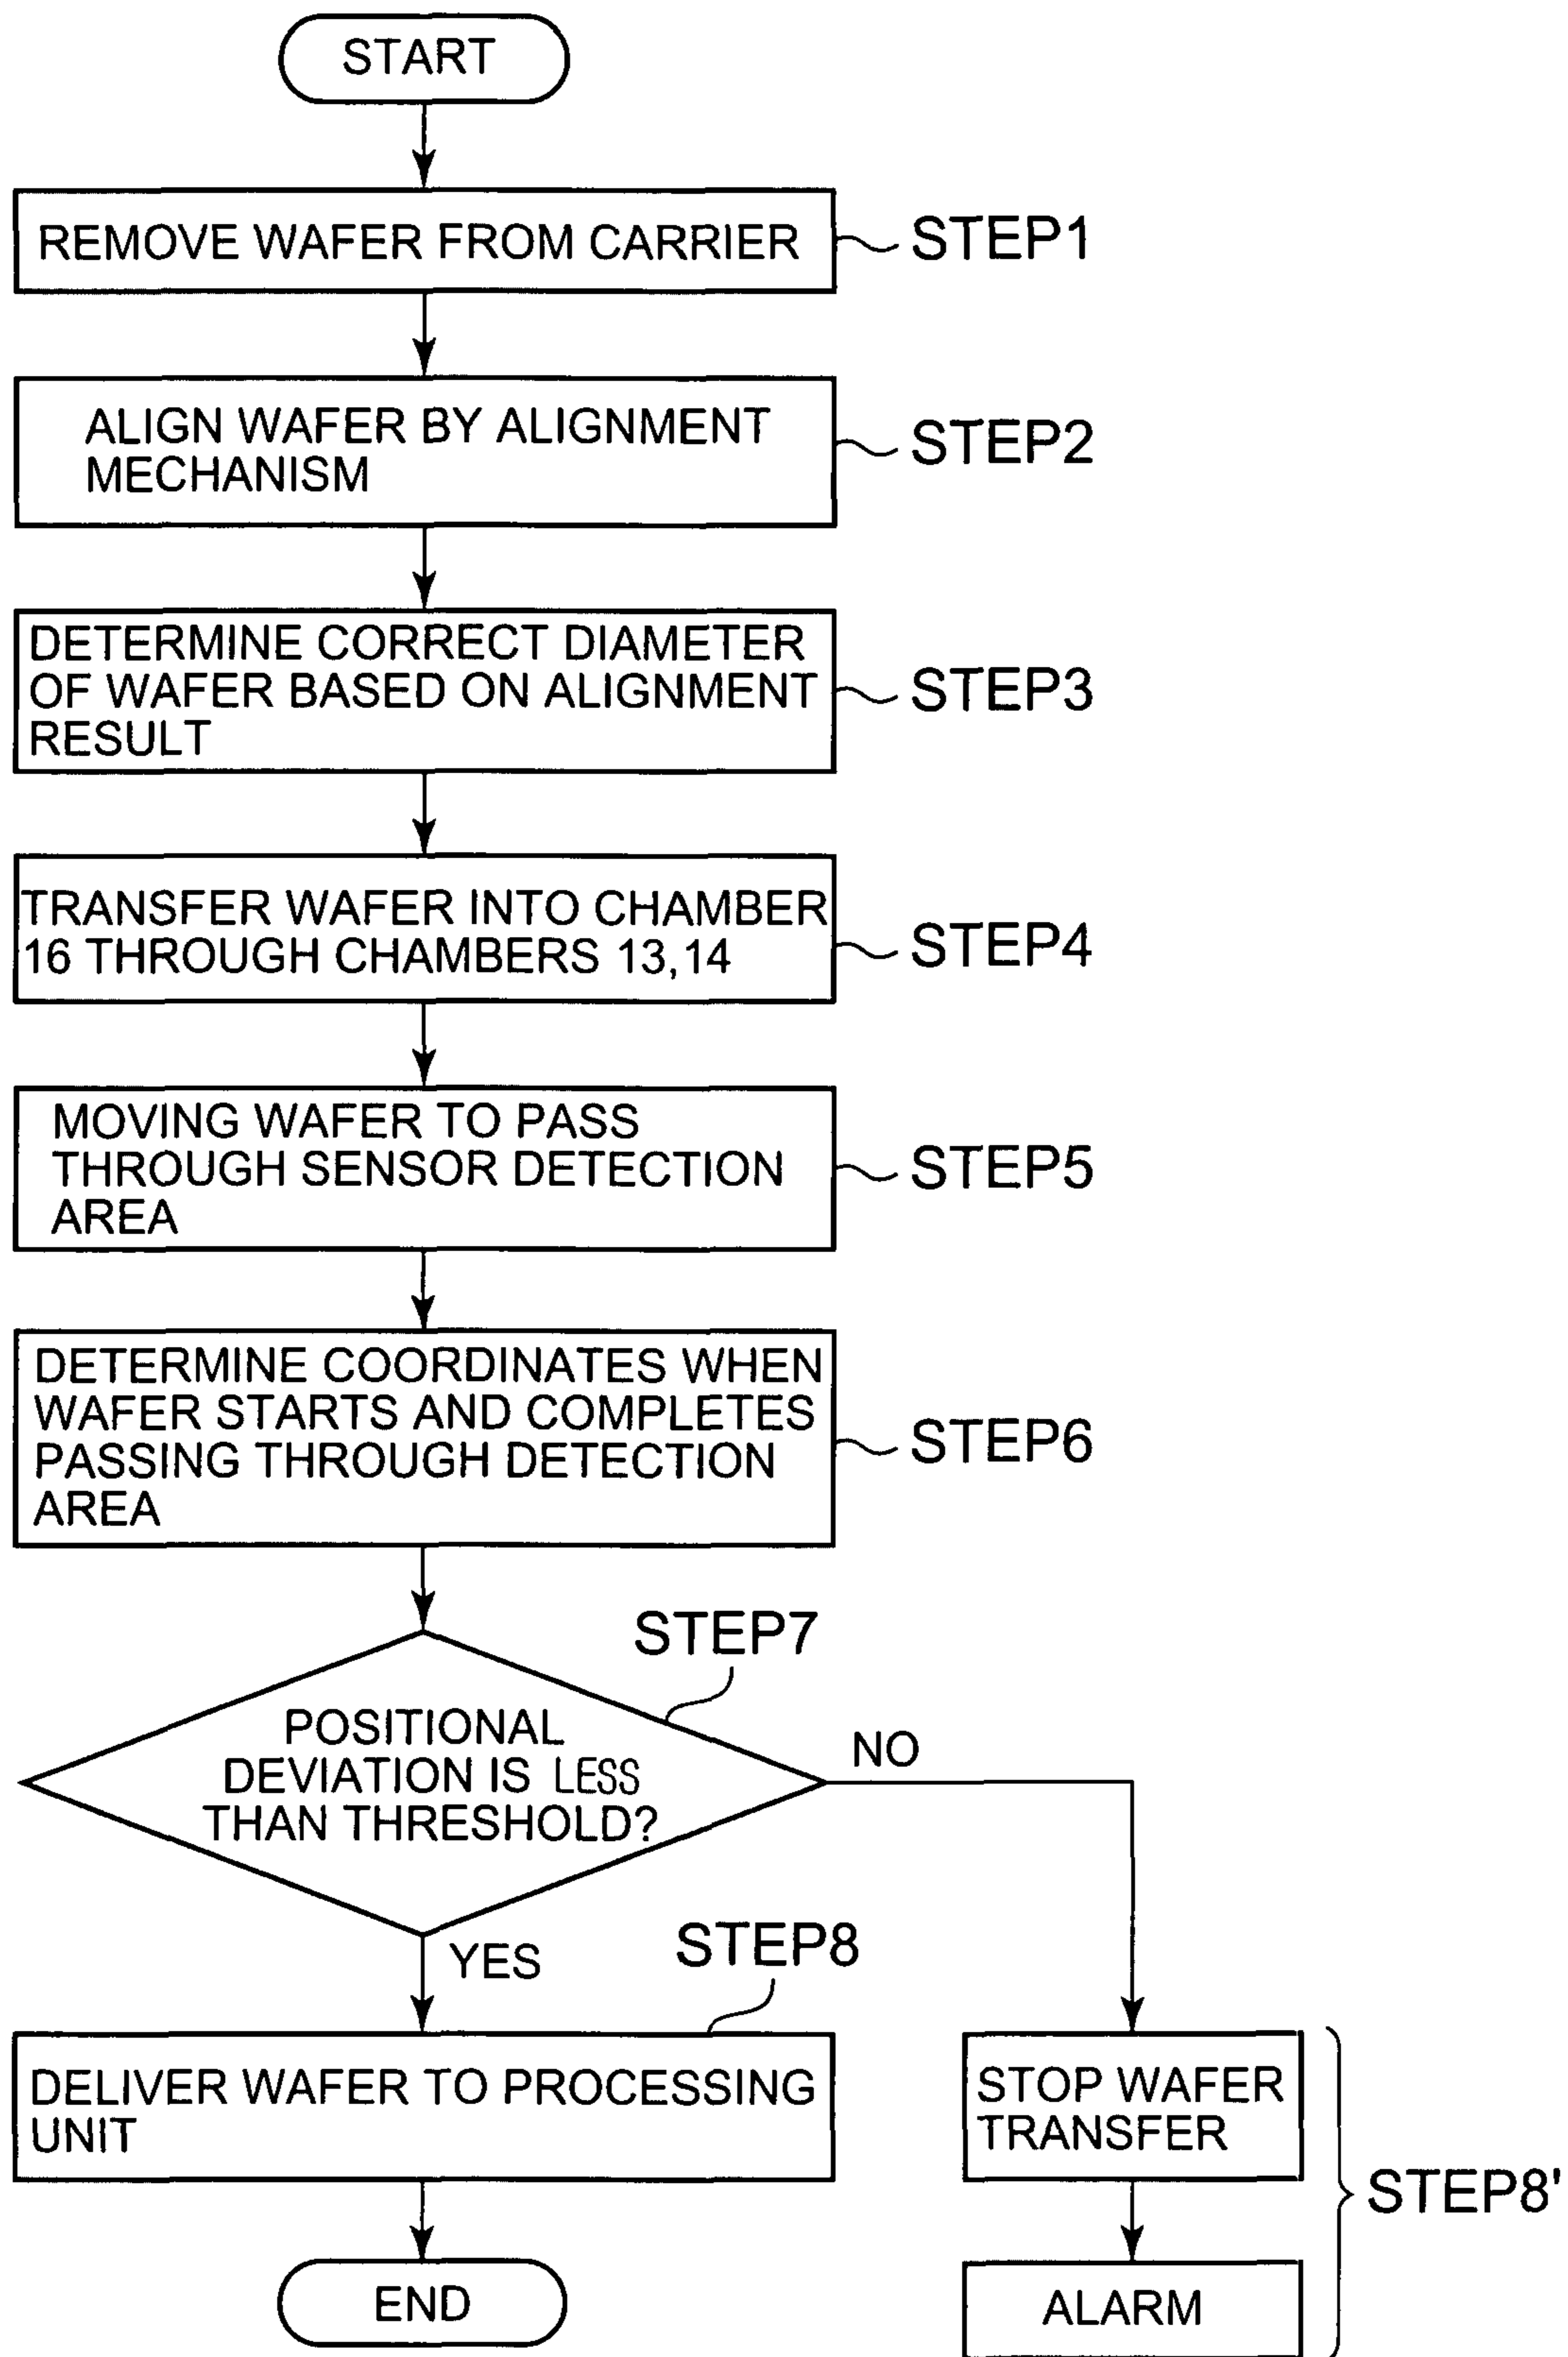 START
REMOVE WAFER FROM CARRIER
STEP1
ALIGN WAFER BY ALIGNMENT
MECHANISM
STEP2
DETERMINE CORRECT DIAMETER
OF WAFER BASED ON ALIGNMENT
RESULT
STEP3
TRANSFER WAFER INTO CHAMBER
16 THROUGH CHAMBERS 13,14
STEP4
MOVING WAFER TO PASS
THROUGH SENSOR DETECTION
AREA
STEP5
DETERMINE COORDINATES WHEN
WAFER STARTS AND COMPLETES
PASSING THROUGH DETECTION
AREA
STEP6
STEP7
POSITIONAL
DEVIATION IS LESS
THAN THRESHOLD?
NO
YES
STEP8
DELIVER WAFER TO PROCESSING
UNIT
STOP WAFER
TRANSFER
STEP8'
END
ALARM